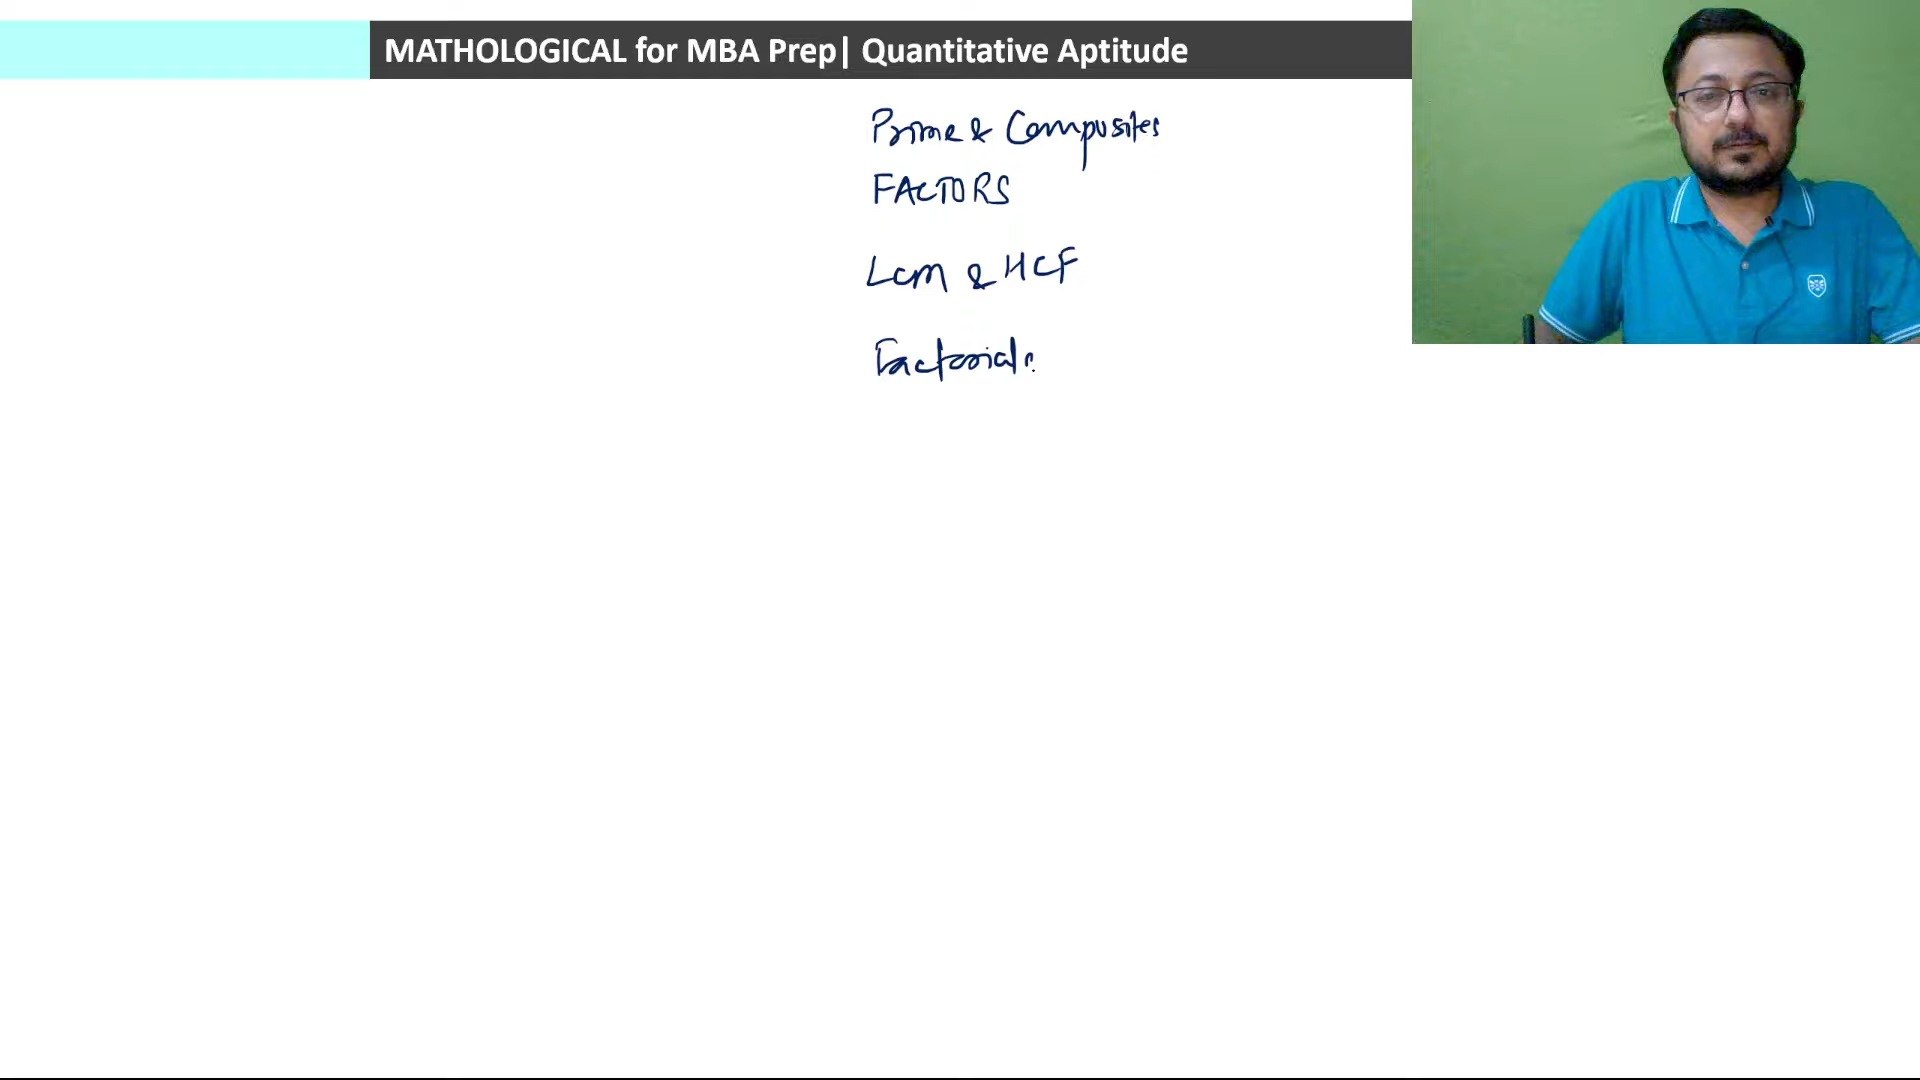 MATHOLOGICAL for MBA Prep| Quantitative Aptitude
Prime & Composites
FACTORS
Lcm & HCF
Factorials